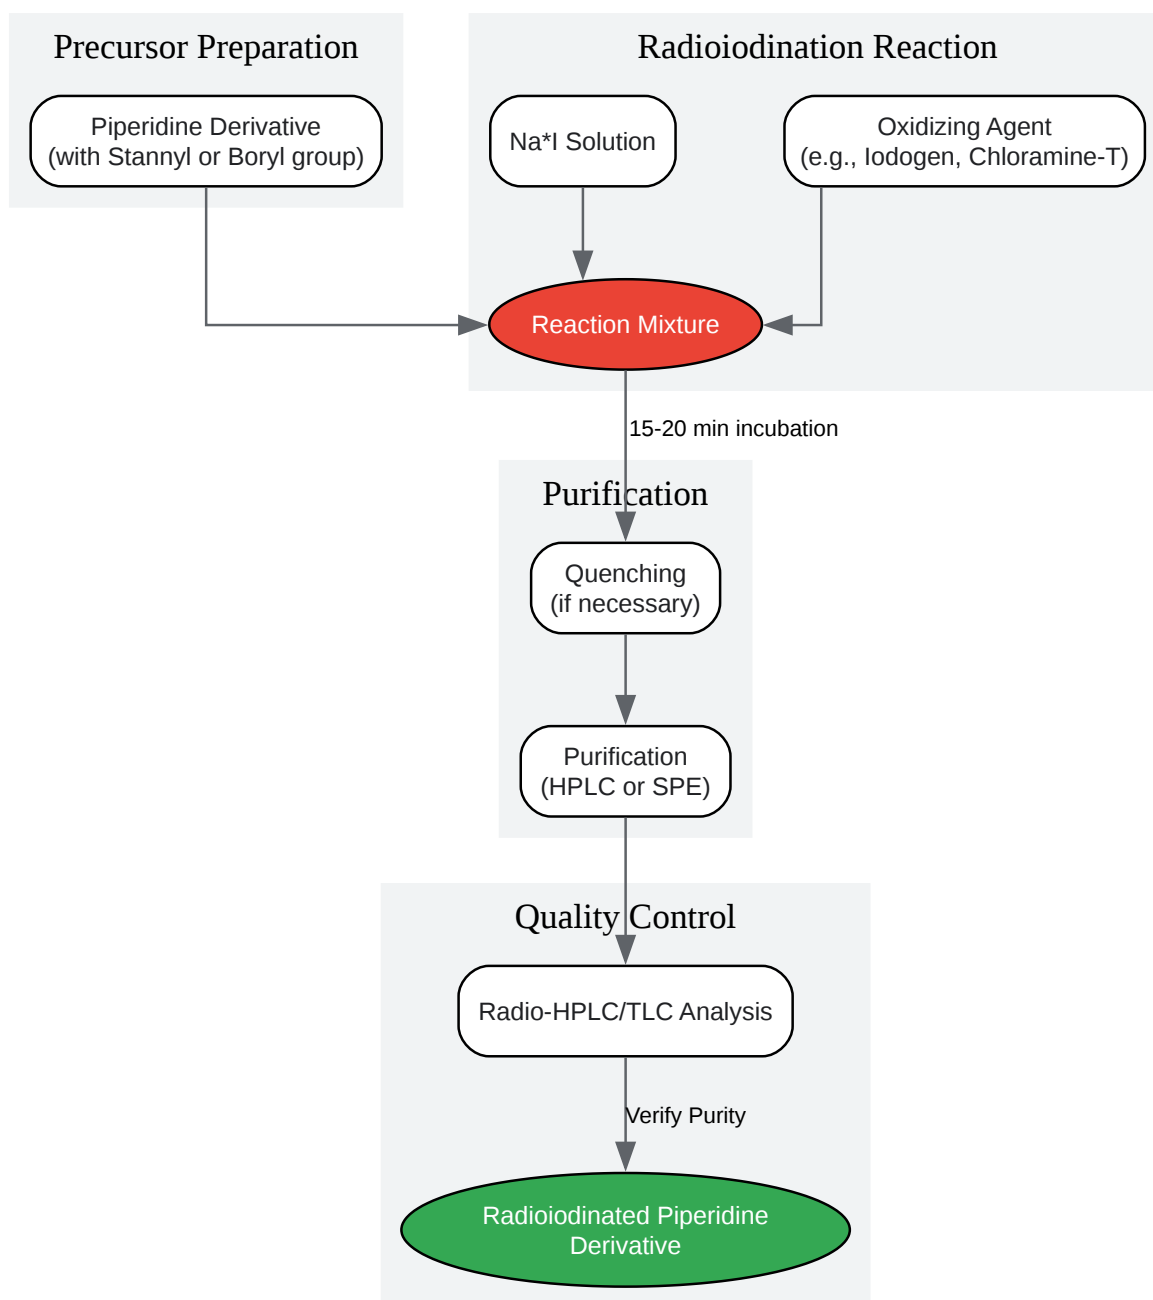 Precursor Preparation
Radioiodination Reaction
Piperidine Derivative
(with Stannyl or Boryl group)
Na*I Solution
Oxidizing Agent
(e.g., Iodogen, Chloramine-T)
Reaction Mixture
15-20 min incubation
Purification
Quenching
(if necessary)
Purification
(HPLC or SPE)
Quality Control
Radio-HPLC/TLC Analysis
Verify Purity
Radioiodinated Piperidine
Derivative